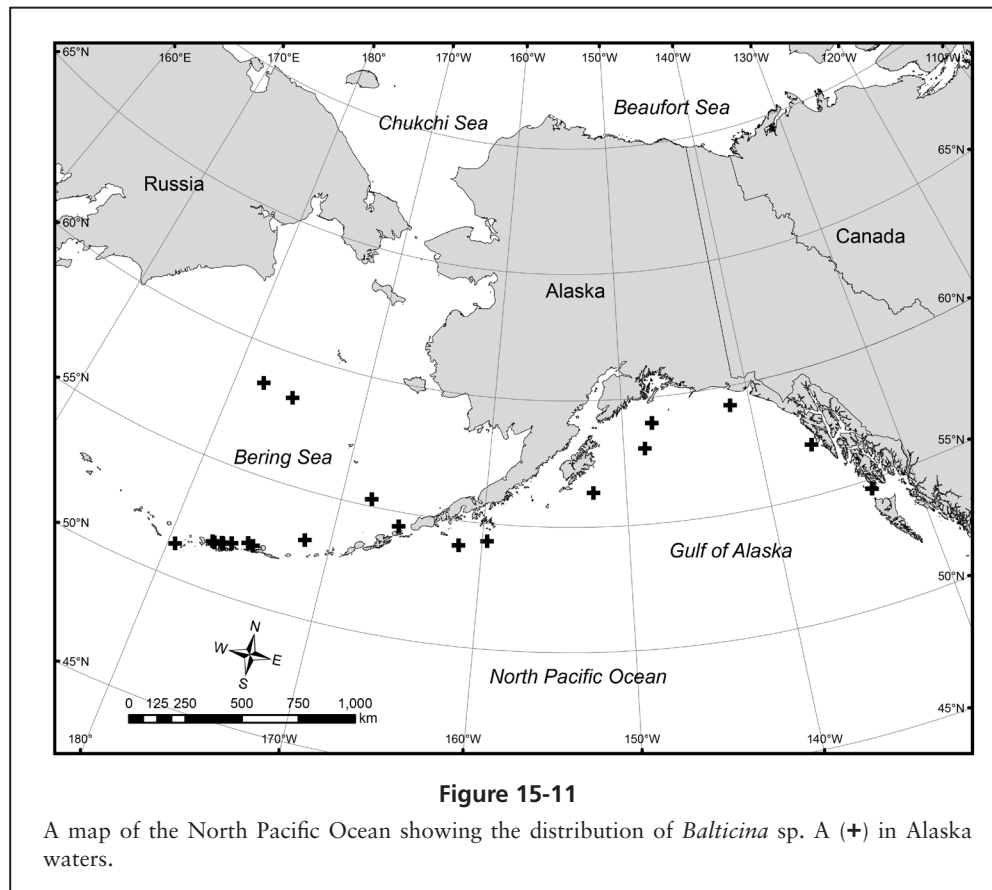 65°N 160°E 170°E 180° 170°W 160°W 150°W 140°W 130°W 120°W 110°W
Beaufort Sea
Chukchi Sea
65°N
Russia
60°N
Canada
Alaska
60°N
55°N
55°N
Bering Sea
50°N
Gulf of Alaska
50°N
N
W E
S
45°N
North Pacific Ocean
0 125 250 500 750 1,000
km
45°N
180° 170°W 160°W 150°W 140°W
Figure 15-11
A map of the North Pacific Ocean showing the distribution of Balticina sp. A (+) in Alaska
waters.